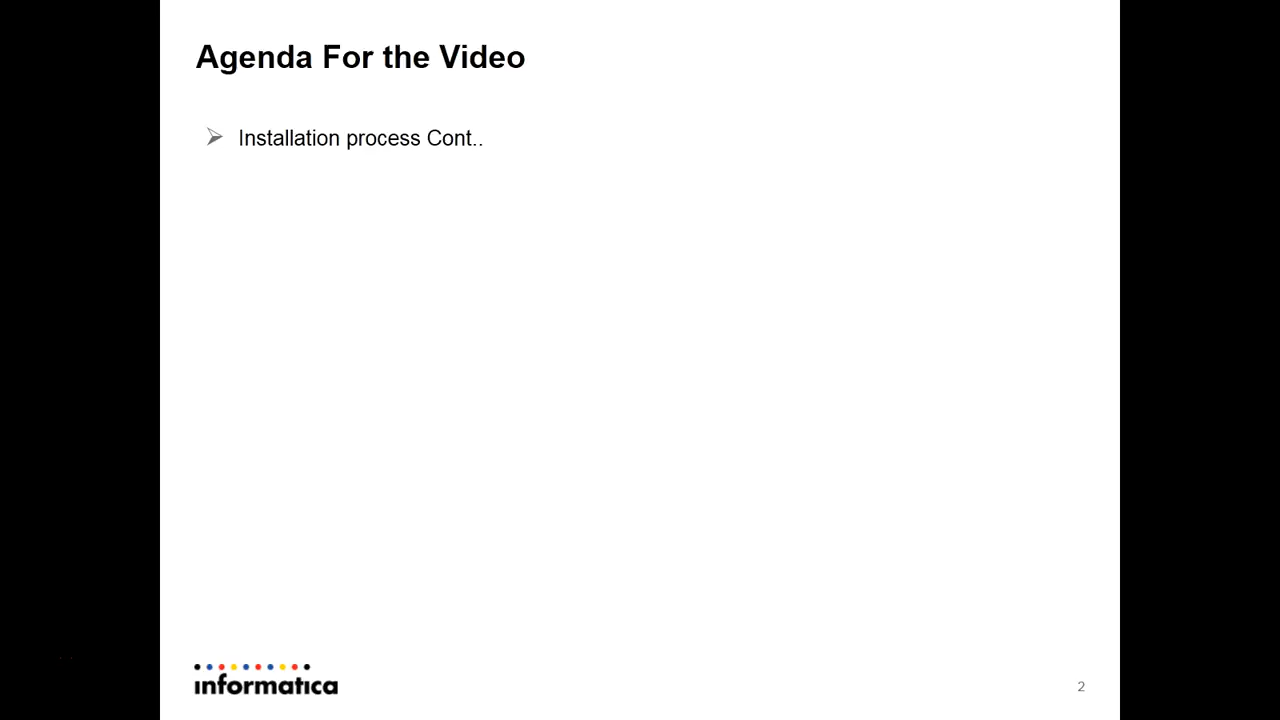 Agenda For the Video
Installation process Cont..
informatica
2